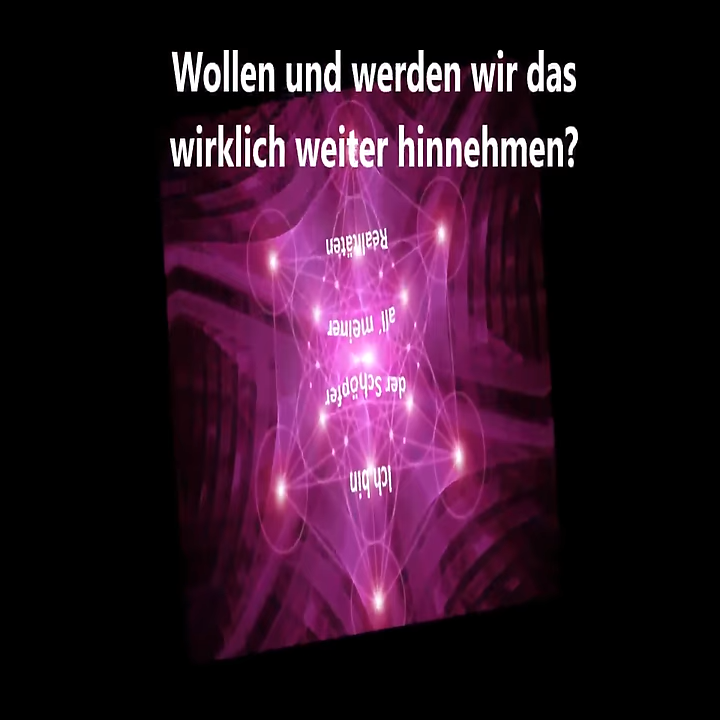 Wollen und werden wir das
wirklich weiter hinnehmen?
Ich bin
der Schöpfer
all´ meiner
Realitäten